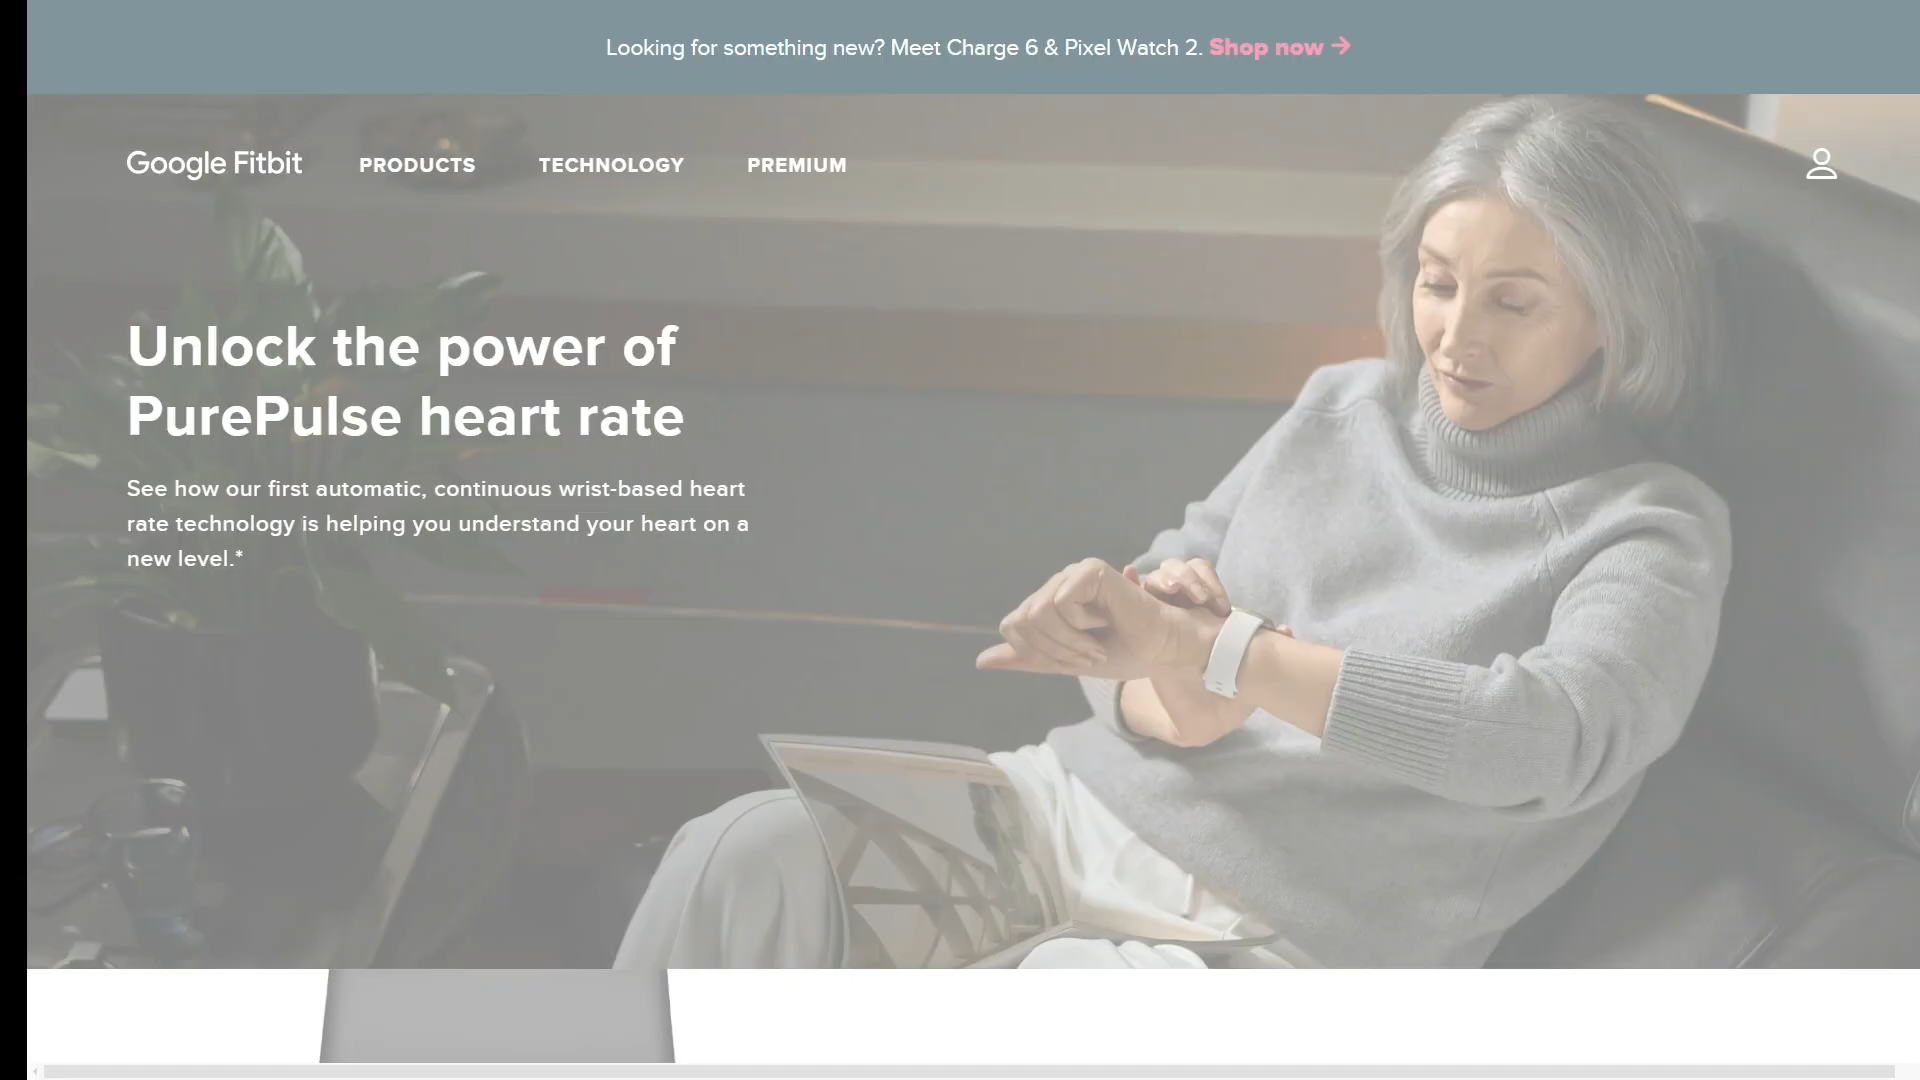 Looking for something new? Meet Charge 6 & Pixel Watch 2. Shop now →
Google Fitbit PRODUCTS TECHNOLOGY PREMIUM
Unlock the power of
PurePulse heart rate
See how our first automatic, continuous wrist-based heart
rate technology is helping you understand your heart on a
new level.*